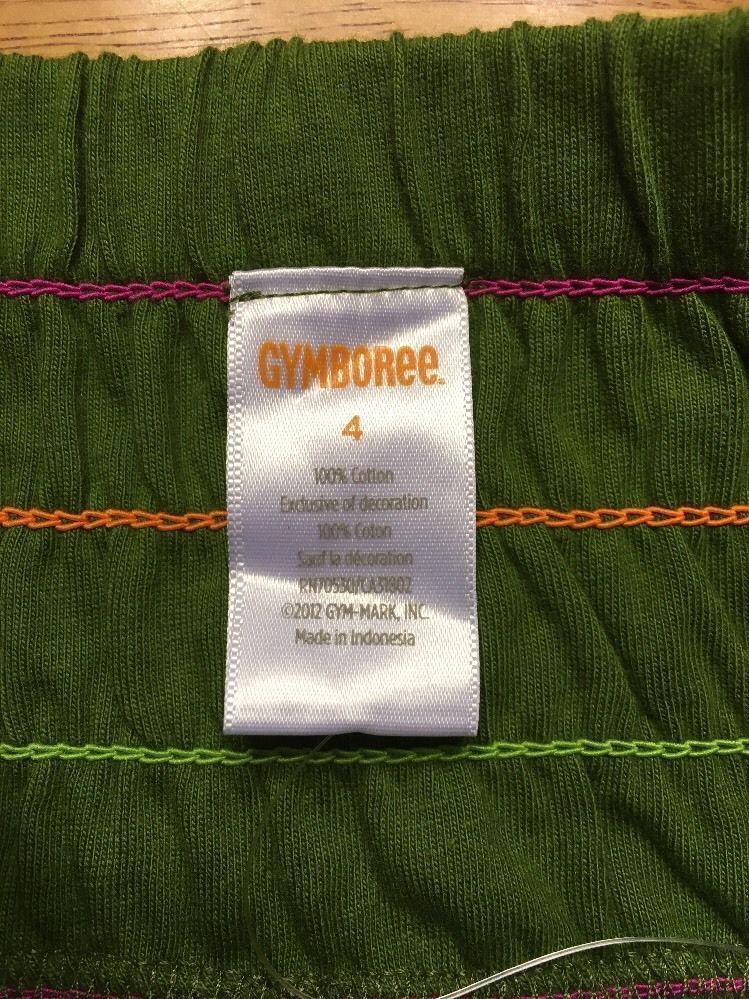 GYMBOREE™
4
100% Cotton
Exclusive of decoration
100% Coton
Sauf la décoration
RN70530/CA31802
©2012 GYM-MARK, INC.
Made in Indonesia